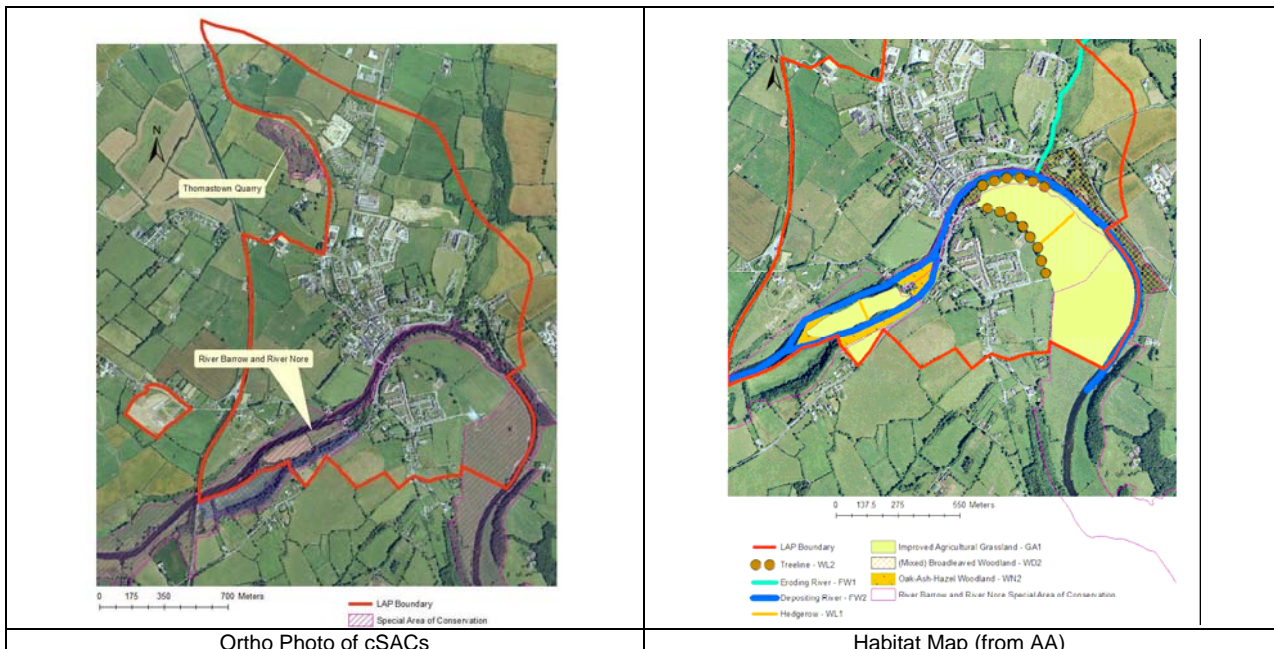 N
Thomastown Quarry
River Barrow and River Nore
0 175 350 700 Meters
LAP Boundary
Special Area of Conservation
Ortho Photo of cSACs
N
0 137.5 275 550 Meters
LAP Boundary
Treeline - WL2
Eroding River - FW1
Depositing River - FW2
Hedgerow - WL1
Improved Agricultural Grassland - GA1
(Mixed) Broadleaved Woodland - WD2
Oak-Ash-Hazel Woodland - WN2
River Barrow and River Nore Special Area of Conservation
Habitat Map (from AA)